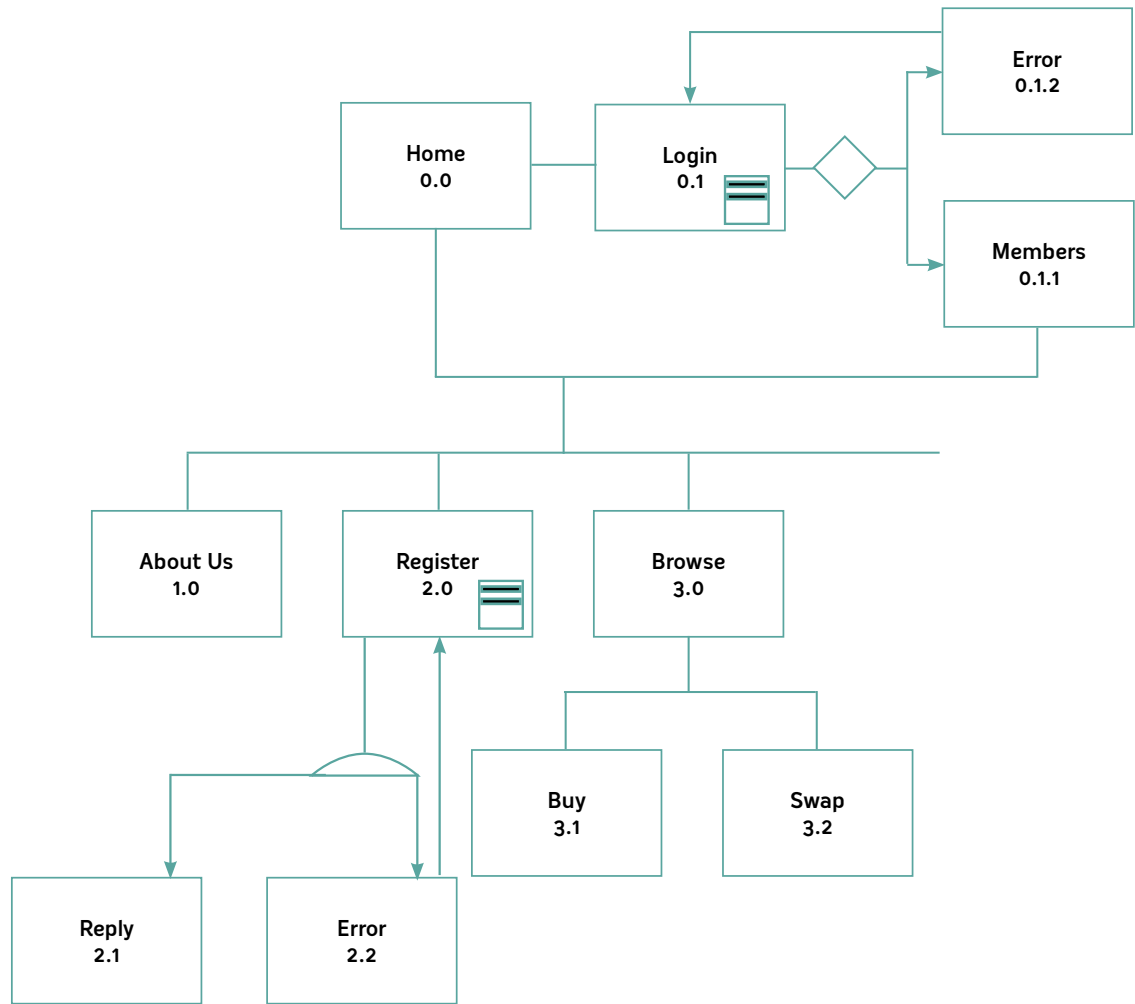 Error
0.1.2
Home
0.0
Login
0.1
Members
0.1.1
About Us
1.0
Register
2.0
Browse
3.0
Buy
3.1
Swap
3.2
Reply
2.1
Error
2.2